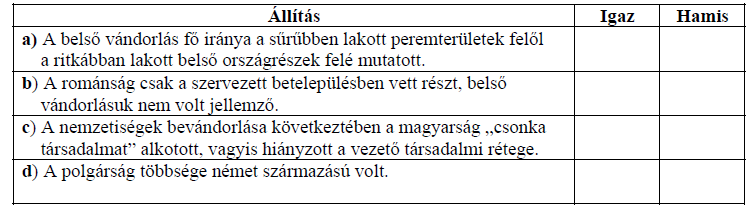 Állítás Igaz Hamis
a) A belső vándorlás fő iránya a sűrűbben lakott peremterületek felől
a ritkábban lakott belső országrészek felé mutatott.
b) A románság csak a szervezett betelepülésben vett részt, belső
vándorlásuk nem volt jellemző.
c) A nemzetiségek bevándorlása következtében a magyarság „csonka
társadalmat” alkotott, vagyis hiányzott a vezető társadalmi rétege.
d) A polgárság többsége német származású volt.